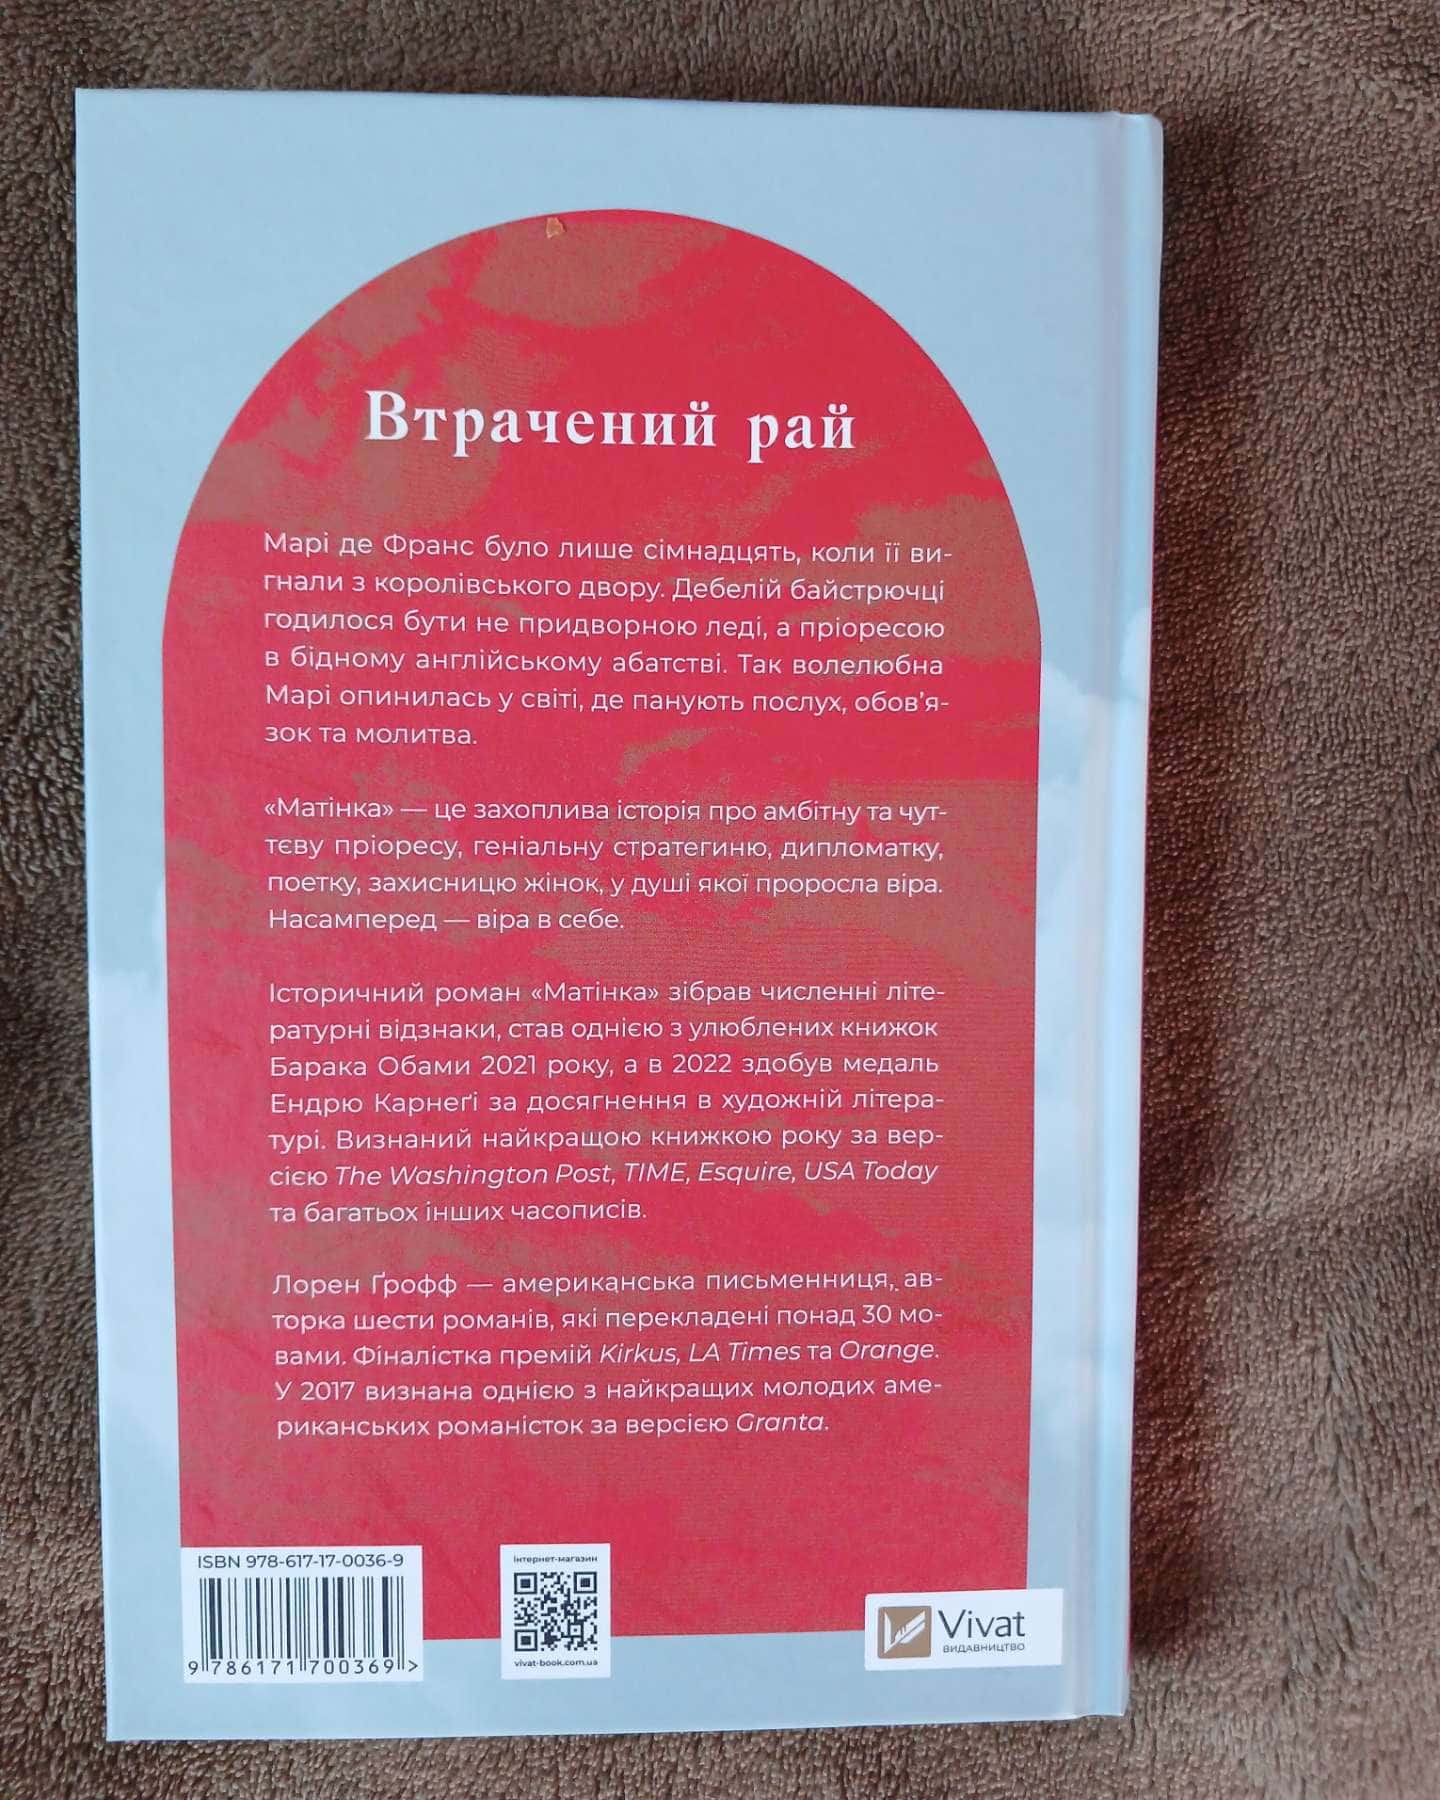 Втрачений рай
Марі де Франс було лише сімнадцять, коли її ви-
гнали з королівського двору. Дебелій байстрючці
годилося бути не придворною леді, а пріоресою
в бідному англійському абатстві. Так волелюбна
Марі опинилась у світі, де панують послух, обов’я-
зок та молитва.
«Матінка» — це захоплива історія про амбітну та чут-
тєву пріоресу, геніальну стратегиню, дипломатку,
поетку, захисницю жінок, у душі якої проросла віра.
Насамперед — віра в себе.
Історичний роман «Матінка» зібрав численні літе-
ратурні відзнаки, став однією з улюблених книжок
Барака Обами 2021 року, а в 2022 здобув медаль
Ендрю Карнеґі за досягнення в художній літера-
турі. Визнаний найкращою книжкою року за вер-
сією The Washington Post, TIME, Esquire, USA Today
та багатьох інших часописів.
Лорен Ґрофф — американська письменниця, ав-
торка шести романів, які перекладені понад 30 мо-
вами. Фіналістка премій Kirkus, LA Times та Orange.
У 2017 визнана однією з найкращих молодих аме-
риканських романісток за версією Granta.
ISBN 978-617-17-0036-9
9 786171 700369 >
інтернет-магазин
vivat-book.com.ua
Vivat
ВИДАВНИЦТВО